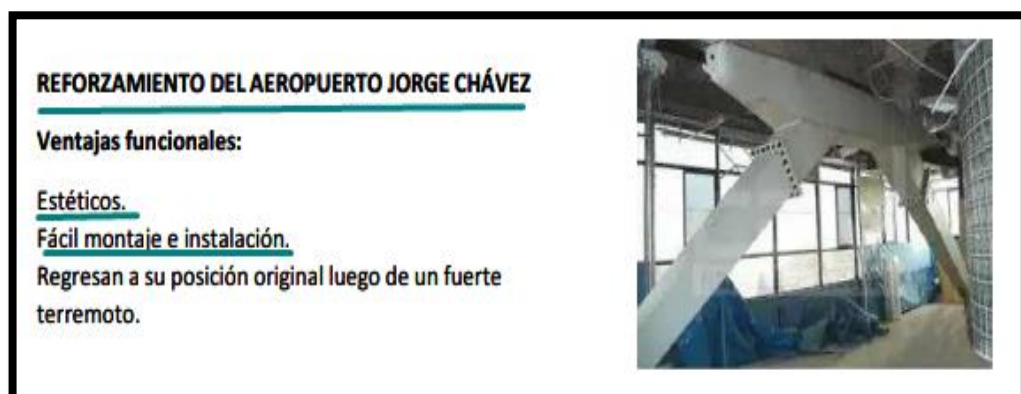 REFORZAMIENTO DEL AEROPUERTO JORGE CHÁVEZ
Ventajas funcionales:
Estéticos.
Fácil montaje e instalación.
Regresan a su posición original luego de un fuerte
terremoto.